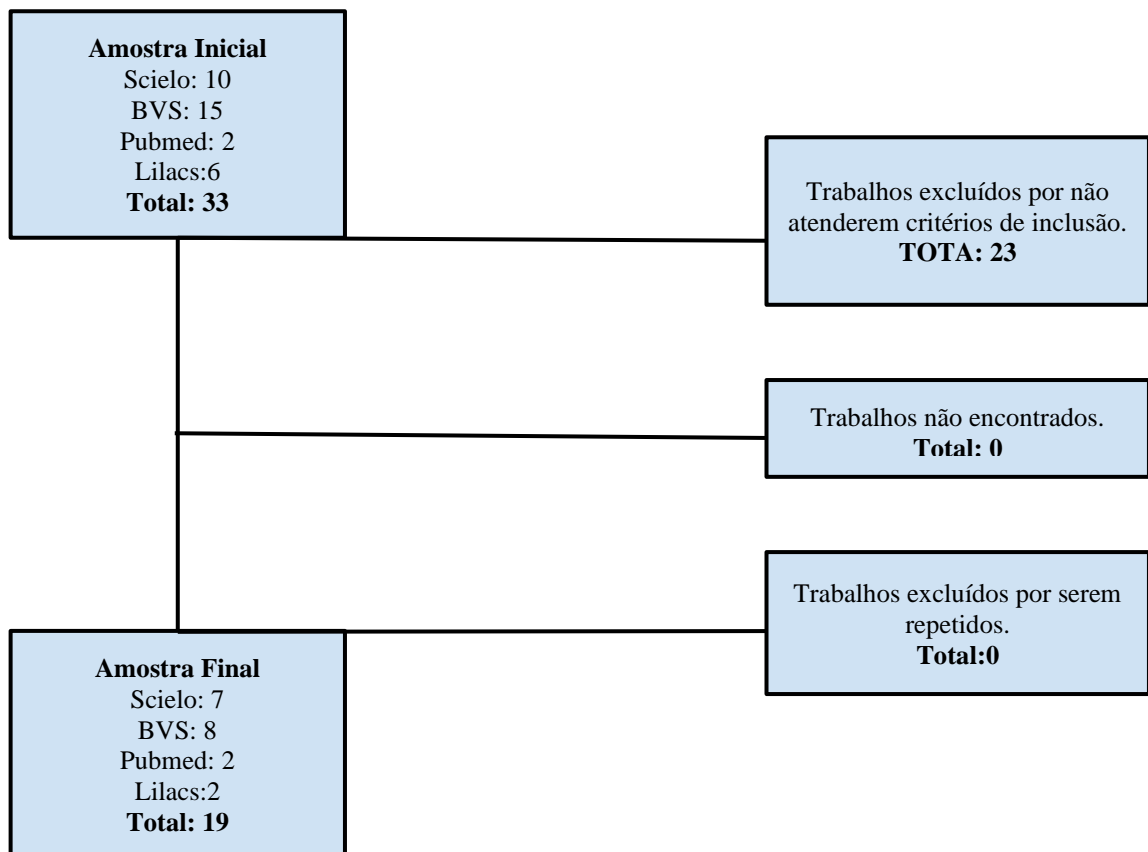 Amostra Inicial
Scielo: 10
BVS: 15
Pubmed: 2
Lilacs:6
Total: 33
Trabalhos excluídos por não
atenderem critérios de inclusão.
TOTA: 23
Trabalhos não encontrados.
Total: 0
Trabalhos excluídos por serem
repetidos.
Total:0
Amostra Final
Scielo: 7
BVS: 8
Pubmed: 2
Lilacs:2
Total: 19